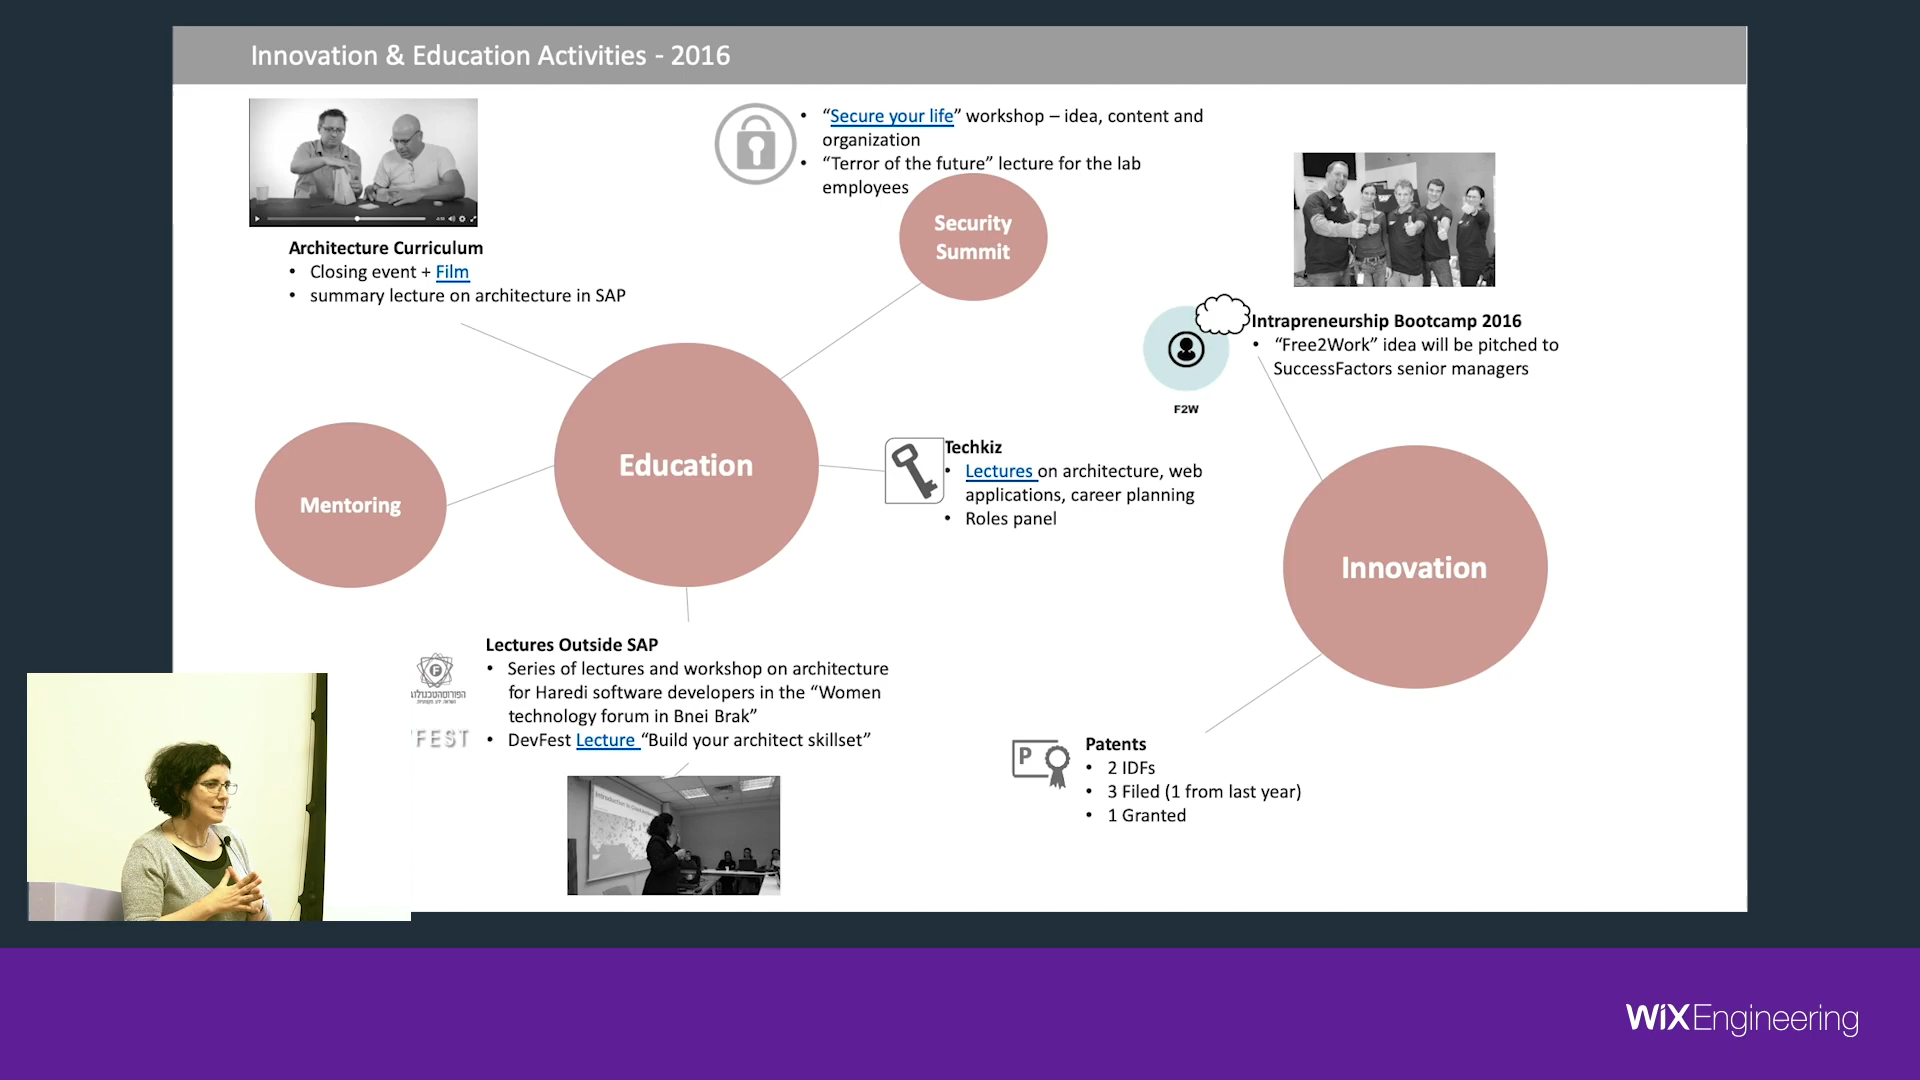 Innovation & Education Activities - 2016
• “Secure your life” workshop – idea, content and
organization
• “Terror of the future” lecture for the lab
employees
Security
Summit
Architecture Curriculum
• Closing event + Film
• summary lecture on architecture in SAP
Intrapreneurship Bootcamp 2016
• “Free2Work” idea will be pitched to
SuccessFactors senior managers
F2W
Education
Mentoring
Techkiz
• Lectures on architecture, web
applications, career planning
• Roles panel
Innovation
Lectures Outside SAP
• Series of lectures and workshop on architecture
for Haredi software developers in the “Women
technology forum in Bnei Brak”
• DevFest Lecture “Build your architect skillset”
FEST
Patents
• 2 IDFs
• 3 Filed (1 from last year)
• 1 Granted
P
WiX Engineering